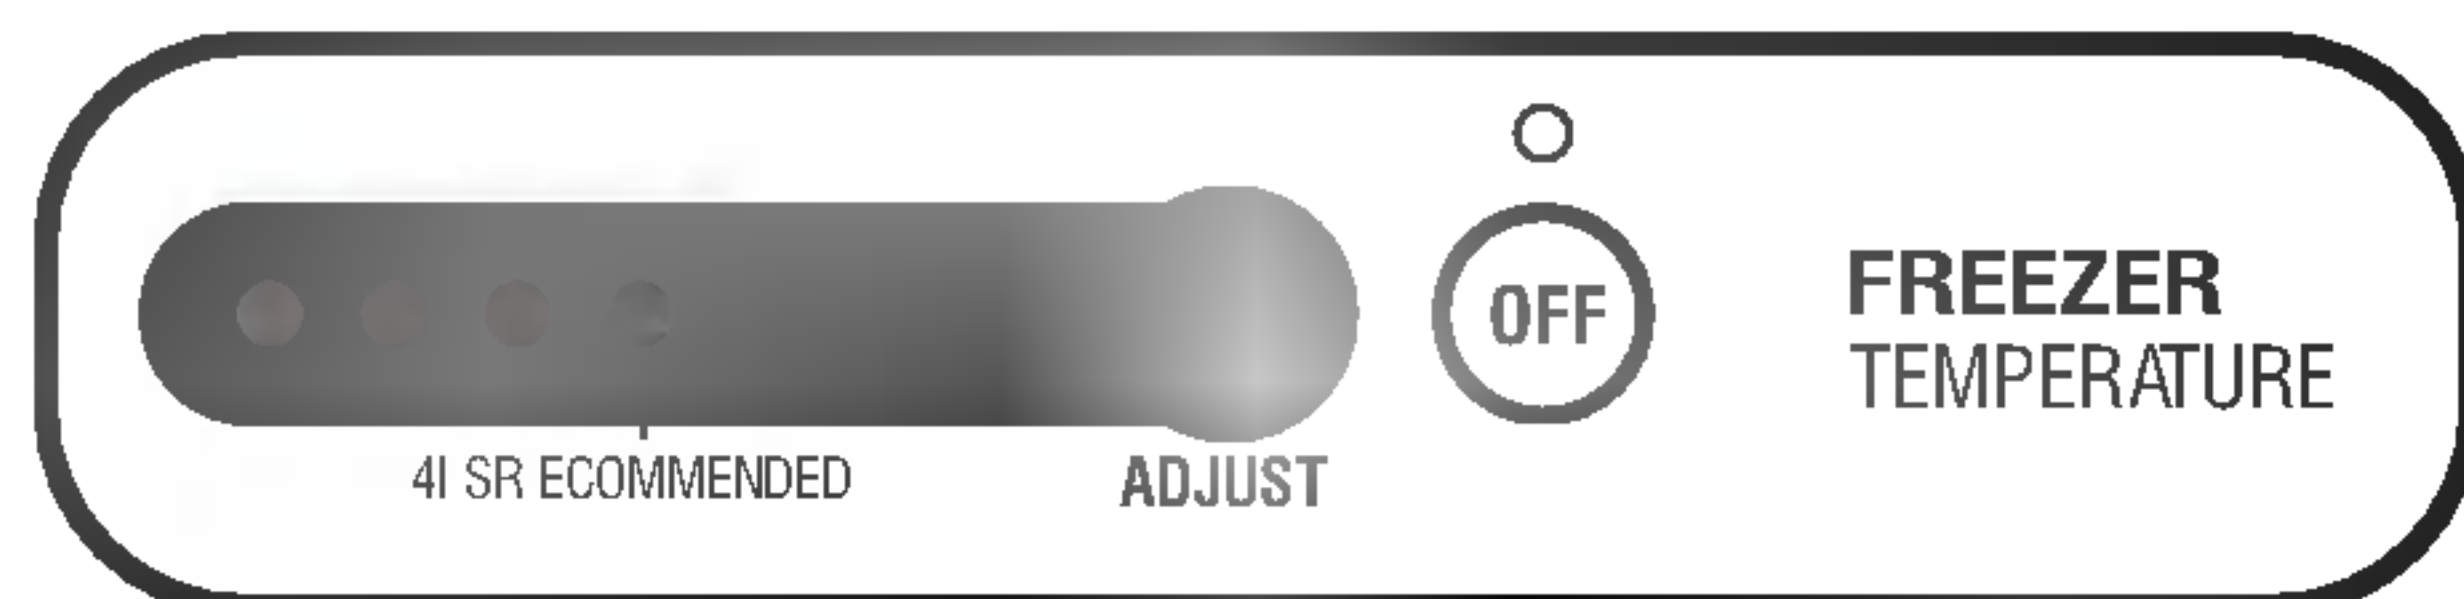 OFF
FREEZER
TEMPERATURE
4I SR ECOMMENDED
ADJUST